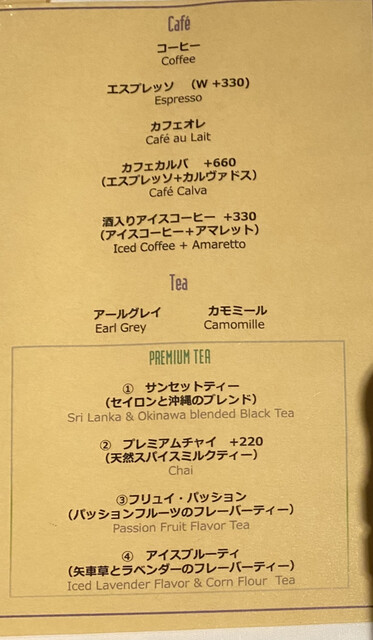 Café
コーヒー
Coffee
エスプレッソ　（W +330)
Espresso
カフェオレ
Café au Lait
カフェカルバ　+660
（エスプレッソ+カルヴァドス）
Café Calva
酒入りアイスコーヒー +330
（アイスコーヒー＋アマレット）
Iced Coffee + Amaretto
Tea
アールグレイ　カモミール
Earl Grey　Camomille
PREMIUM TEA
①　サンセットティー
（セイロンと沖縄のブレンド）
Sri Lanka & Okinawa blended Black Tea
②　プレミアムチャイ　+220
（天然スパイスミルクティー）
Chai
③フリュイ・パッション
（パッションフルーツのフレーバーティー）
Passion Fruit Flavor Tea
④　アイスブルーティ
（矢車草とラベンダーのフレーバーティー）
Iced Lavender Flavor & Corn Flour Tea